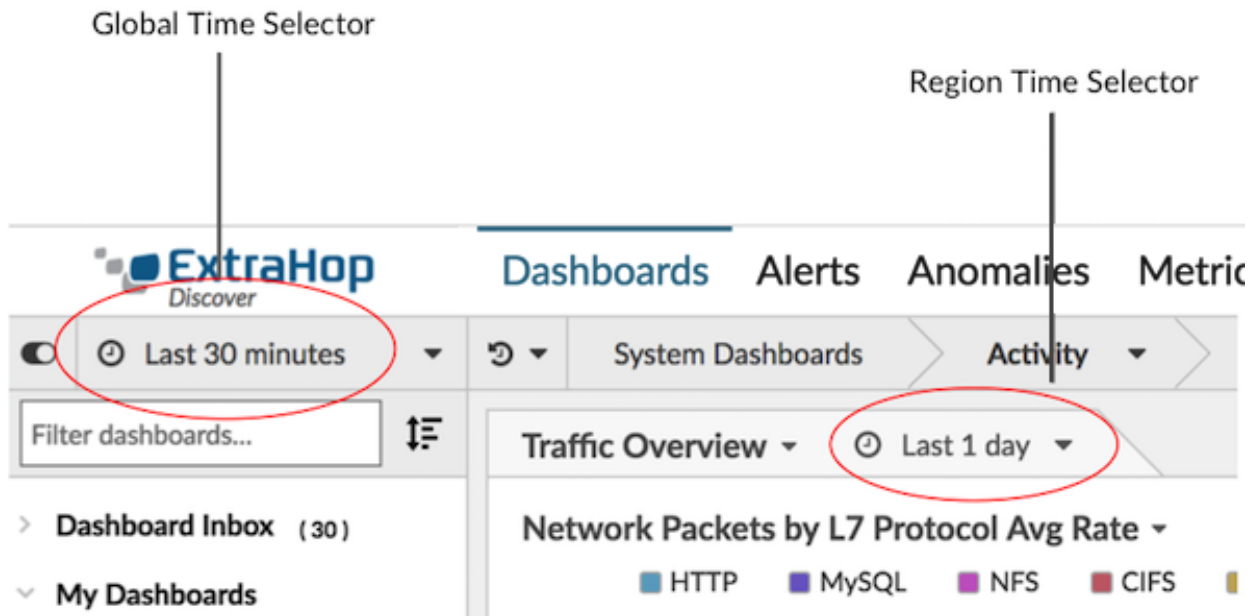 Global Time Selector
Region Time Selector
ExtraHop
Discover
Dashboards Alerts Anomalies Metric
Last 30 minutes
System Dashboards Activity
Filter dashboards...
Traffic Overview Last 1 day
Dashboard Inbox (30)
Network Packets by L7 Protocol Avg Rate
HTTP MySQL NFS CIFS
My Dashboards